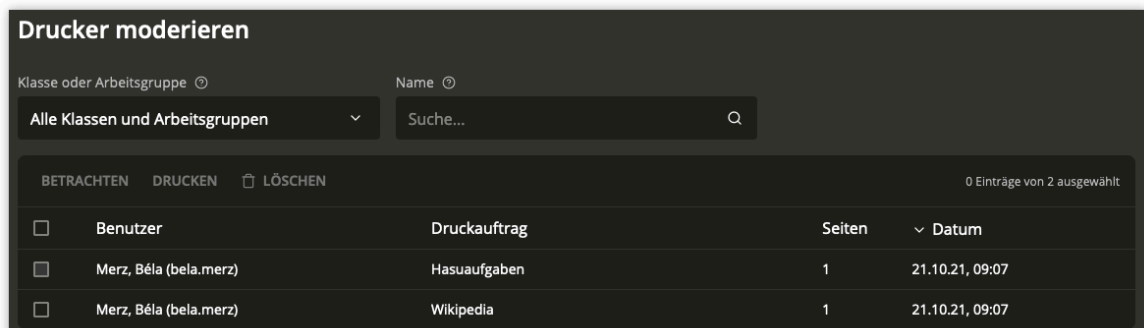 Drucker moderieren
Klasse oder Arbeitsgruppe Name
Alle Klassen und Arbeitsgruppen Suche...
BETRACHTEN DRUCKEN LÖSCHEN 0 Einträge von 2 ausgewählt
Benutzer Druckauftrag Seiten Datum
Merz, Béla (bela.merz) Hasuaufgaben 1 21.10.21, 09:07
Merz, Béla (bela.merz) Wikipedia 1 21.10.21, 09:07